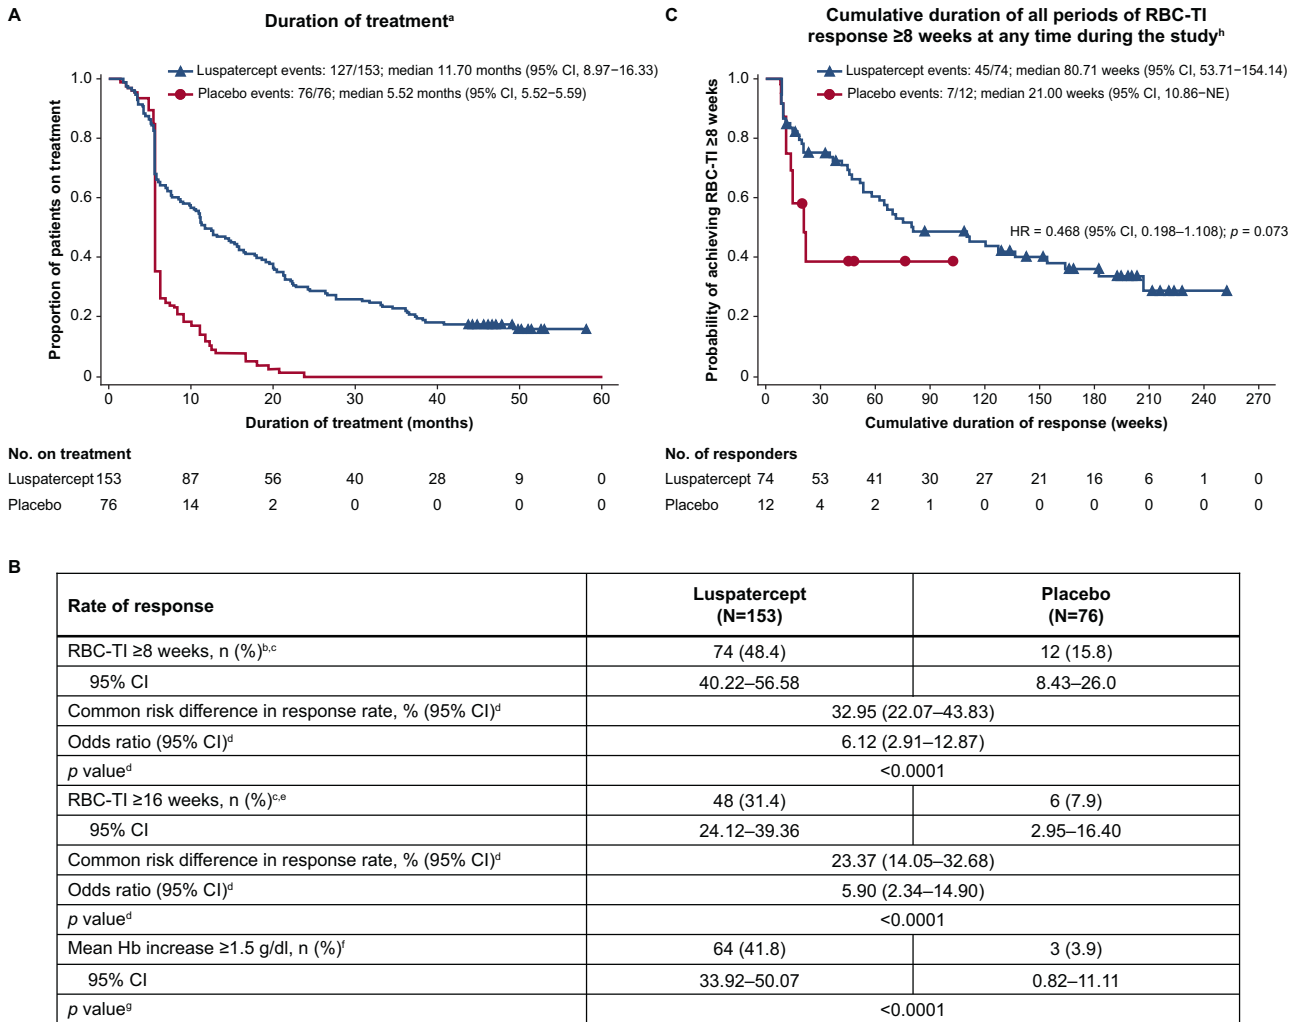 A
Duration of treatmentᵃ
Luspatercept events: 127/153; median 11.70 months (95% CI, 8.97−16.33)
Placebo events: 76/76; median 5.52 months (95% CI, 5.52−5.59)
Proportion of patients on treatment
1.0
0.8
0.6
0.4
0.2
0
0 10 20 30 40 50 60
Duration of treatment (months)
No. on treatment
Luspatercept 153 87 56 40 28 9 0
Placebo 76 14 2 0 0 0 0
C
Cumulative duration of all periods of RBC-TI
response ≥8 weeks at any time during the studyʰ
Luspatercept events: 45/74; median 80.71 weeks (95% CI, 53.71−154.14)
Placebo events: 7/12; median 21.00 weeks (95% CI, 10.86−NE)
HR = 0.468 (95% CI, 0.198–1.108); p = 0.073
Probability of achieving RBC-TI ≥8 weeks
1.0
0.8
0.6
0.4
0.2
0
0 30 60 90 120 150 180 210 240 270
Cumulative duration of response (weeks)
No. of responders
Luspatercept 74 53 41 30 27 21 16 6 1 0
Placebo 12 4 2 1 0 0 0 0 0 0
B
Rate of response Luspatercept (N=153) Placebo (N=76)
RBC-TI ≥8 weeks, n (%)ᵇ,ᶜ 74 (48.4) 12 (15.8)
95% CI 40.22–56.58 8.43–26.0
Common risk difference in response rate, % (95% CI)ᵈ 32.95 (22.07–43.83)
Odds ratio (95% CI)ᵈ 6.12 (2.91–12.87)
p valueᵈ <0.0001
RBC-TI ≥16 weeks, n (%)ᶜ,ᵉ 48 (31.4) 6 (7.9)
95% CI 24.12–39.36 2.95–16.40
Common risk difference in response rate, % (95% CI)ᵈ 23.37 (14.05–32.68)
Odds ratio (95% CI)ᵈ 5.90 (2.34–14.90)
p valueᵈ <0.0001
Mean Hb increase ≥1.5 g/dl, n (%)ᶠ 64 (41.8) 3 (3.9)
95% CI 33.92–50.07 0.82–11.11
p valueᵍ <0.0001